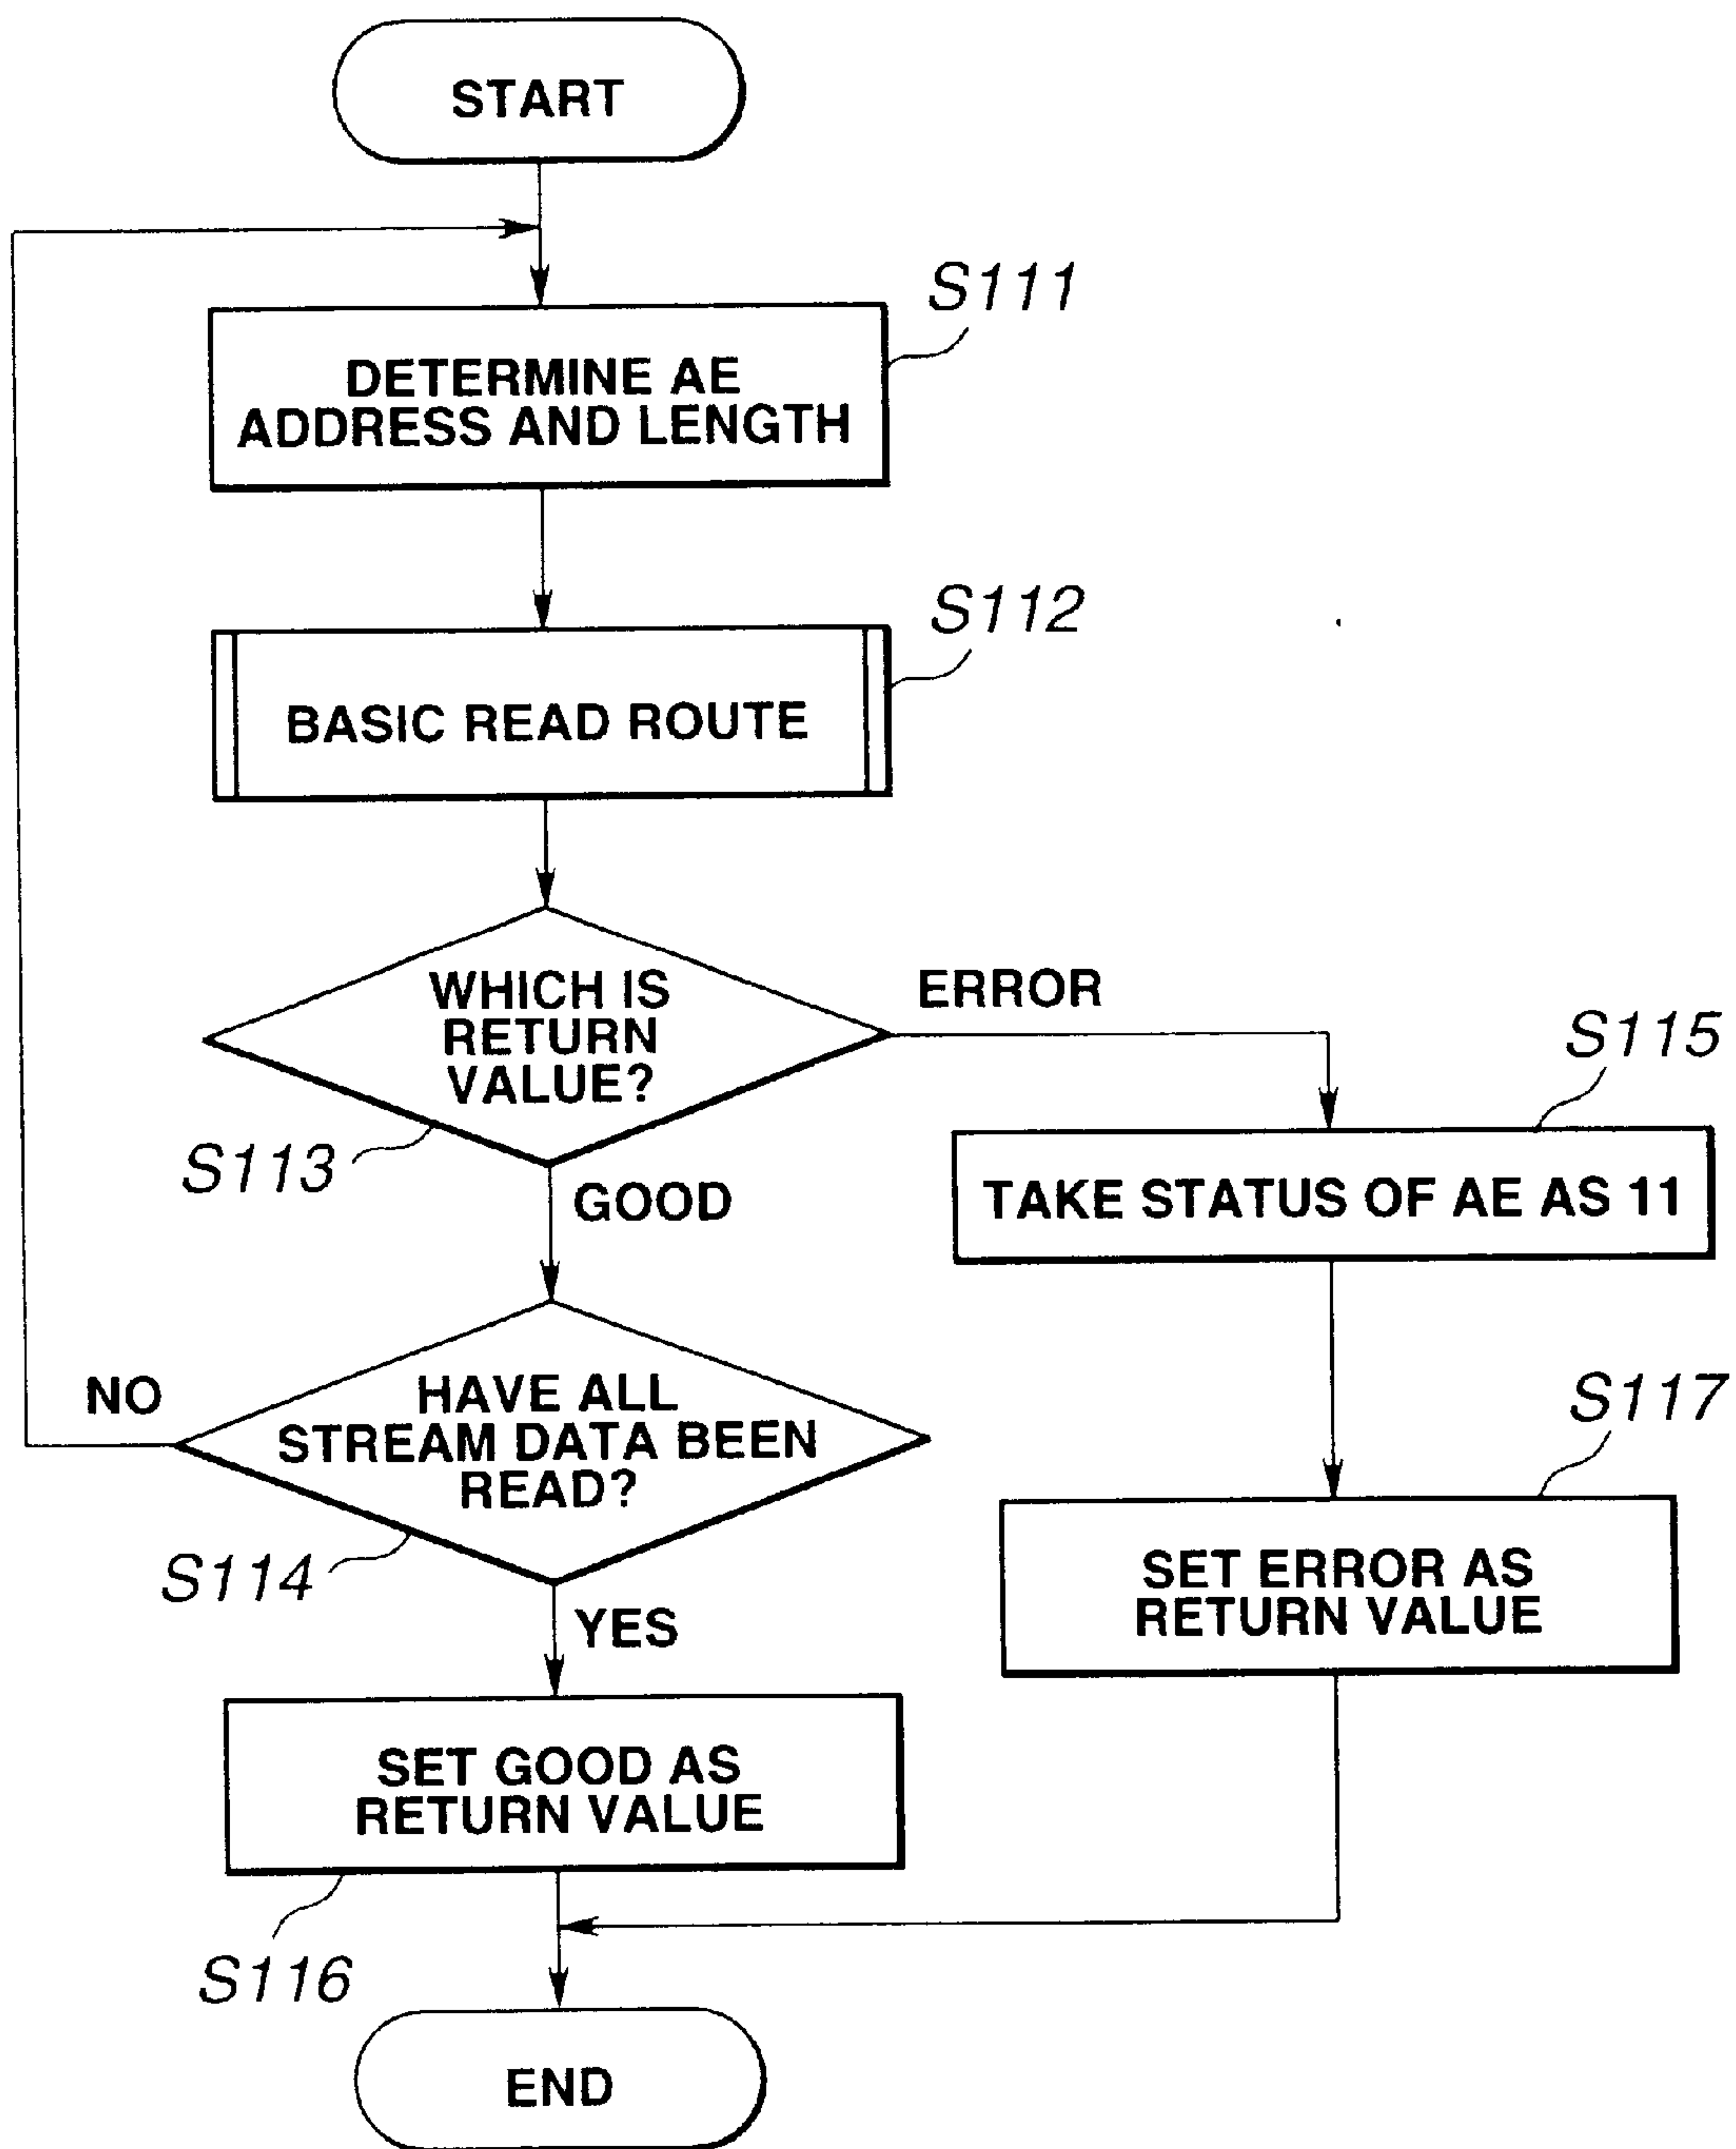 START
S111
DETERMINE AE
ADDRESS AND LENGTH
S112
BASIC READ ROUTE
WHICH IS
RETURN
VALUE?
ERROR
S113
GOOD
S115
TAKE STATUS OF AE AS 11
NO
HAVE ALL
STREAM DATA BEEN
READ?
S114
YES
S117
SET ERROR AS
RETURN VALUE
SET GOOD AS
RETURN VALUE
S116
END